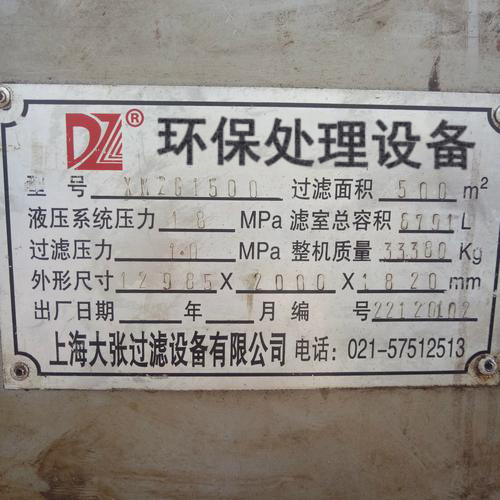 DZ® 环保处理设备
型号 XMZG1500 过滤面积 500 m²
液压系统压力 18 MPa 滤室总容积 6791 L
过滤压力 1.0 MPa 整机质量 33380 Kg
外形尺寸 12985 X 2000 X 1820 mm
出厂日期 年 月 编号 22120102
上海大张过滤设备有限公司 电话: 021-57512513